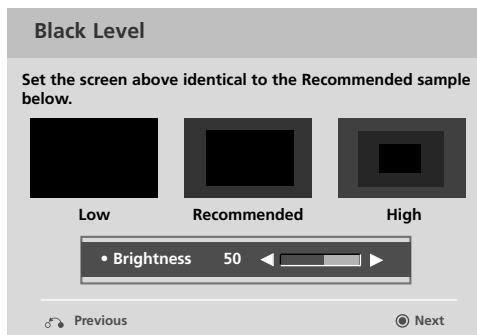 Black Level
Set the screen above identical to the Recommended sample
below.
Low Recommended High
• Brightness 50 ◀ ▶
Previous Next